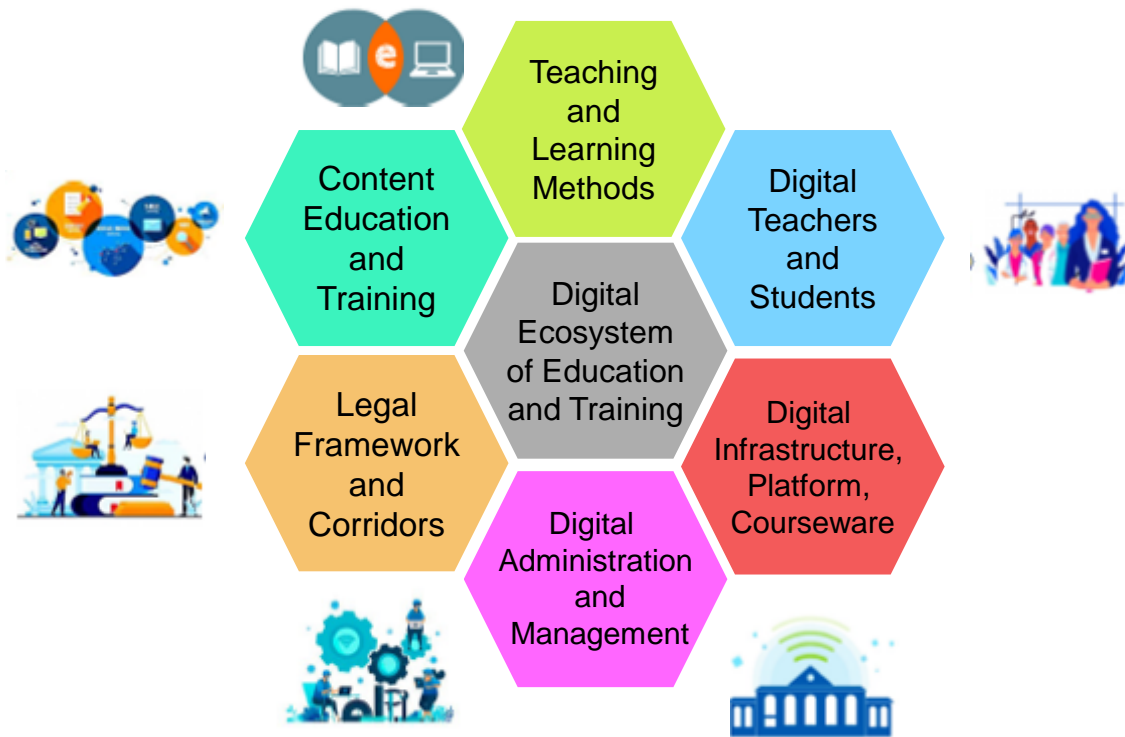 e
Teaching
and
Learning
Methods
Content
Education
and
Training
Digital
Teachers
and
Students
Digital
Ecosystem
of Education
and Training
Legal
Framework
and
Corridors
Digital
Infrastructure,
Platform,
Courseware
Digital
Administration
and
Management